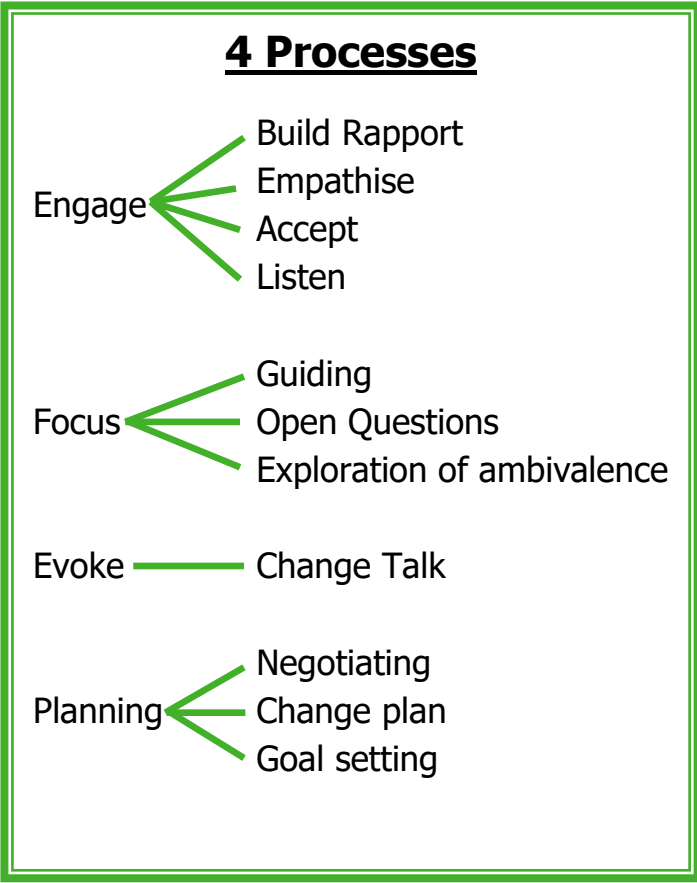 4 Processes
Build Rapport
Empathise
Engage
Accept
Listen
Guiding
Focus
Open Questions
Exploration of ambivalence
Evoke
Change Talk
Negotiating
Planning
Change plan
Goal setting